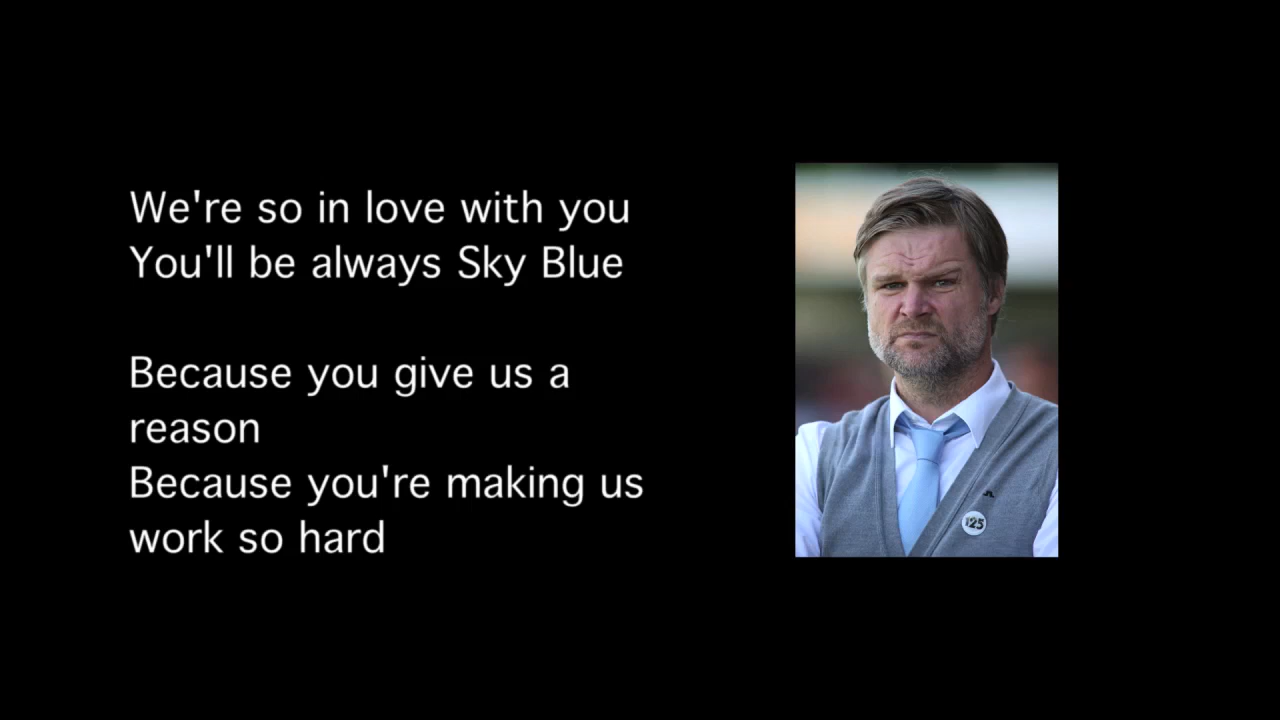 We're so in love with you
You'll be always Sky Blue
Because you give us a
reason
Because you're making us
work so hard
125